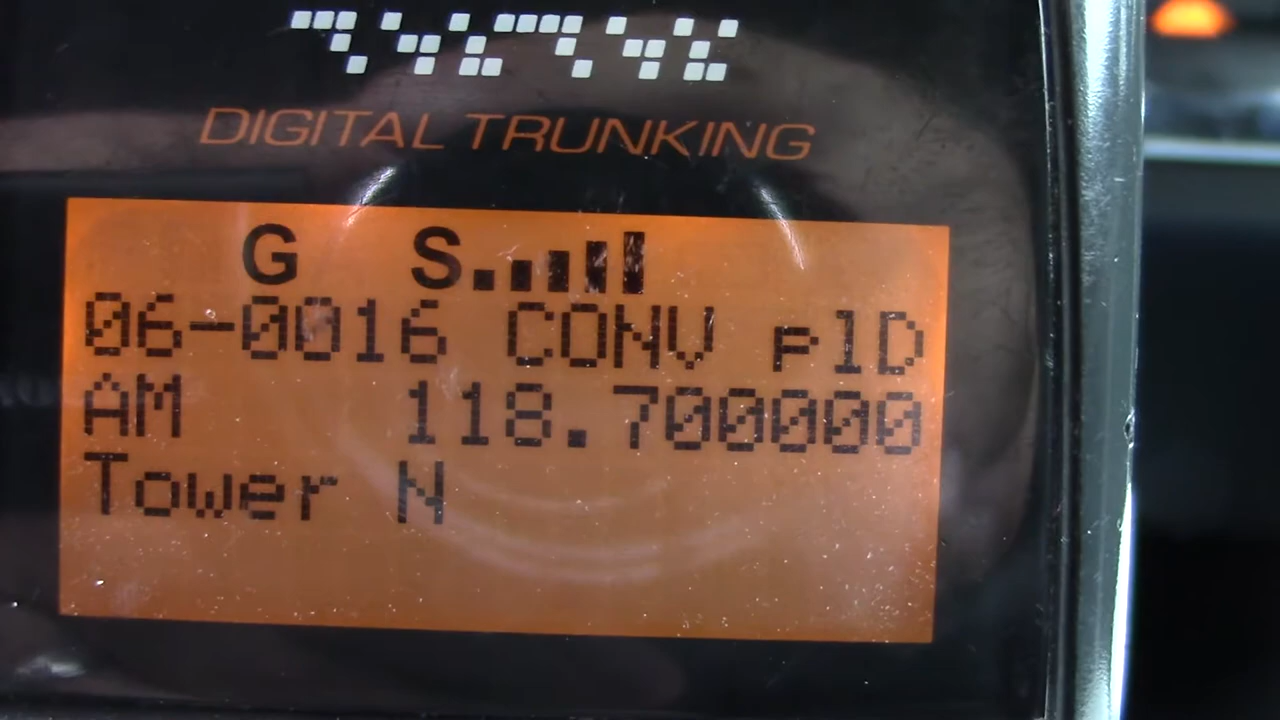 DIGITAL TRUNKING
G S
06-0016 CONV P1D
AM 118.700000
Tower N